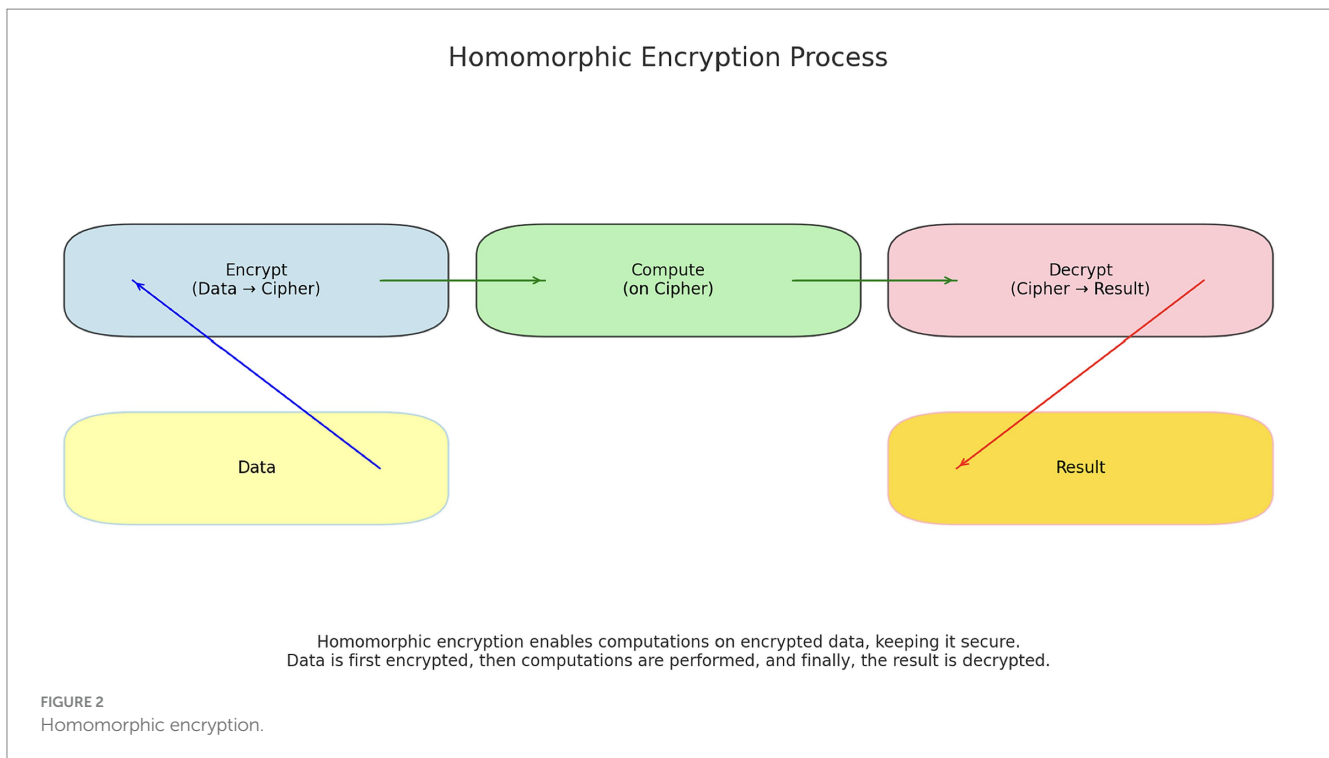 Homomorphic Encryption Process
Encrypt
(Data → Cipher)
Compute
(on Cipher)
Decrypt
(Cipher → Result)
Data
Result
Homomorphic encryption enables computations on encrypted data, keeping it secure.
Data is first encrypted, then computations are performed, and finally, the result is decrypted.
FIGURE 2
Homomorphic encryption.